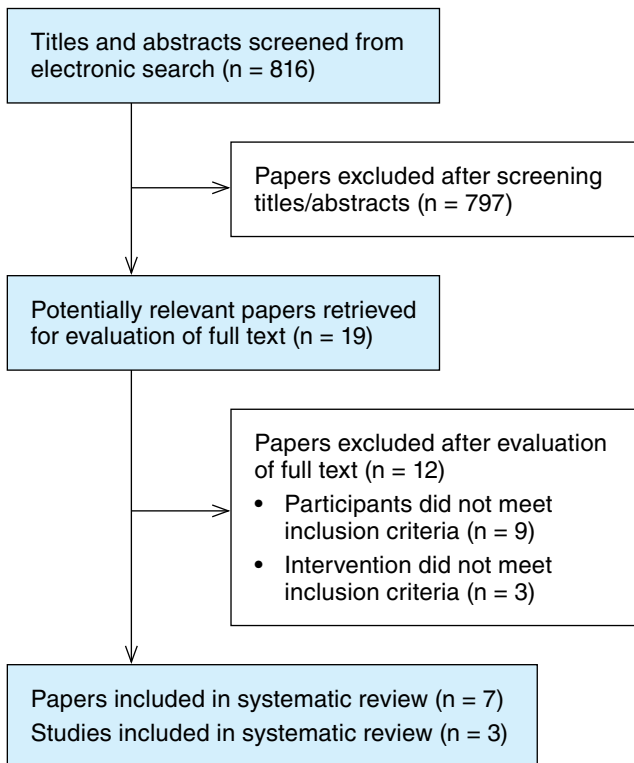 Titles and abstracts screened from
electronic search (n = 816)
Papers excluded after screening
titles/abstracts (n = 797)
Potentially relevant papers retrieved
for evaluation of full text (n = 19)
Papers excluded after evaluation
of full text (n = 12)
• Participants did not meet
inclusion criteria (n = 9)
• Intervention did not meet
inclusion criteria (n = 3)
Papers included in systematic review (n = 7)
Studies included in systematic review (n = 3)